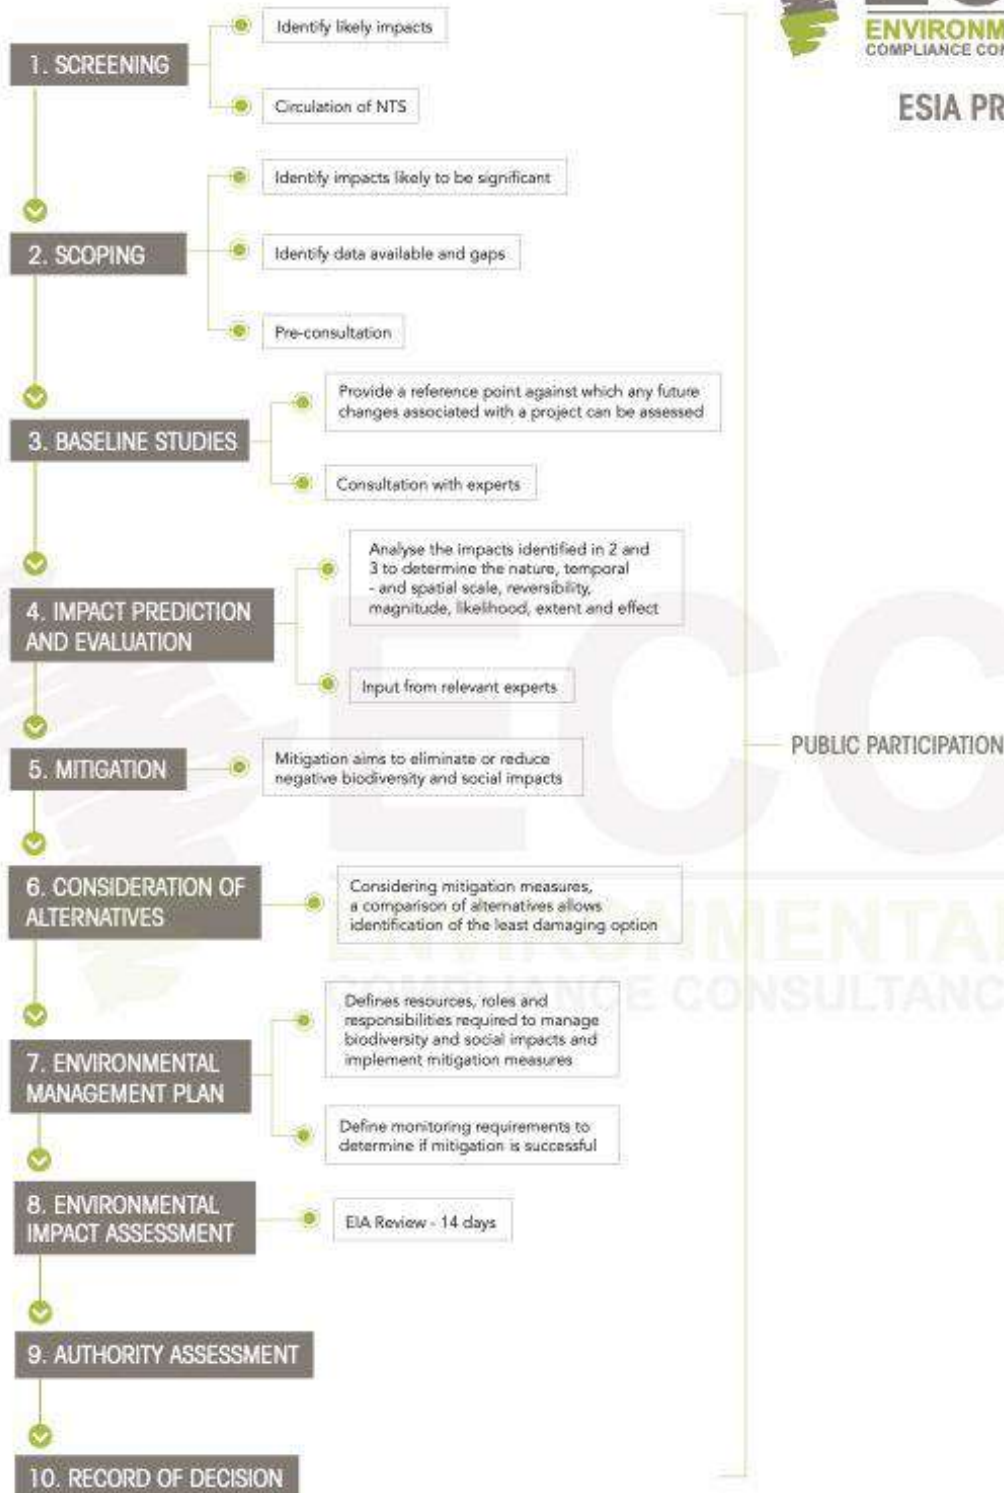 ENVIRONM
COMPLIANCE CON
ESIA PR
1. SCREENING
Identify likely impacts
Circulation of NTS
2. SCOPING
Identify impacts likely to be significant
Identify data available and gaps
Pre-consultation
3. BASELINE STUDIES
Provide a reference point against which any future
changes associated with a project can be assessed
Consultation with experts
4. IMPACT PREDICTION
AND EVALUATION
Analyse the impacts identified in 2 and
3 to determine the nature, temporal
- and spatial scale, reversibility,
magnitude, likelihood, extent and effect
Input from relevant experts
5. MITIGATION
Mitigation aims to eliminate or reduce
negative biodiversity and social impacts
6. CONSIDERATION OF
ALTERNATIVES
Considering mitigation measures,
a comparison of alternatives allows
identification of the least damaging option
7. ENVIRONMENTAL
MANAGEMENT PLAN
Defines resources, roles and
responsibilities required to manage
biodiversity and social impacts and
implement mitigation measures
Define monitoring requirements to
determine if mitigation is successful
8. ENVIRONMENTAL
IMPACT ASSESSMENT
EIA Review - 14 days
9. AUTHORITY ASSESSMENT
10. RECORD OF DECISION
PUBLIC PARTICIPATION
ECC
ENVIRONMENTAL
COMPLIANCE CONSULTANC